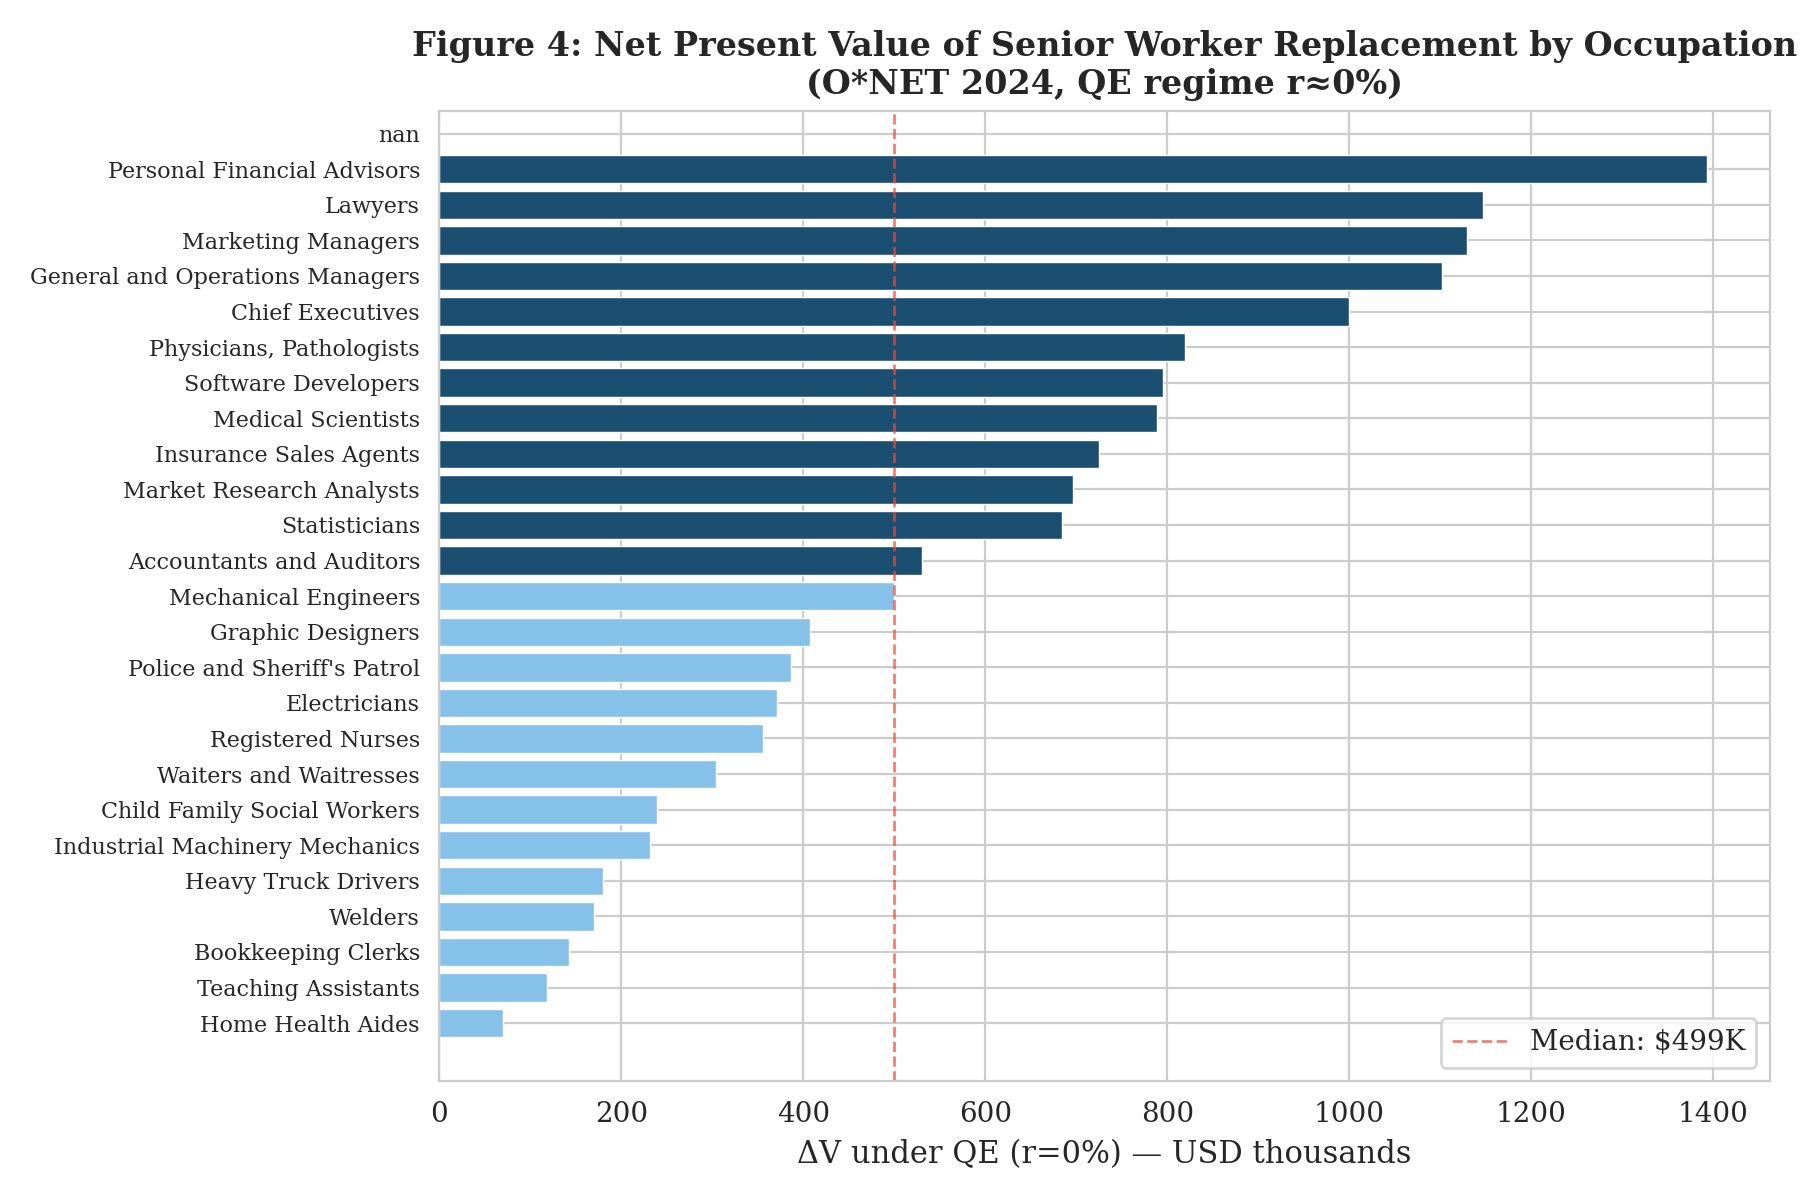 Figure 4: Net Present Value of Senior Worker Replacement by Occupation
(O*NET 2024, QE regime r≈0%)
nan
Personal Financial Advisors
Lawyers
Marketing Managers
General and Operations Managers
Chief Executives
Physicians, Pathologists
Software Developers
Medical Scientists
Insurance Sales Agents
Market Research Analysts
Statisticians
Accountants and Auditors
Mechanical Engineers
Graphic Designers
Police and Sheriff's Patrol
Electricians
Registered Nurses
Waiters and Waitresses
Child Family Social Workers
Industrial Machinery Mechanics
Heavy Truck Drivers
Welders
Bookkeeping Clerks
Teaching Assistants
Home Health Aides
Median: $499K
0 200 400 600 800 1000 1200 1400
ΔV under QE (r=0%) — USD thousands